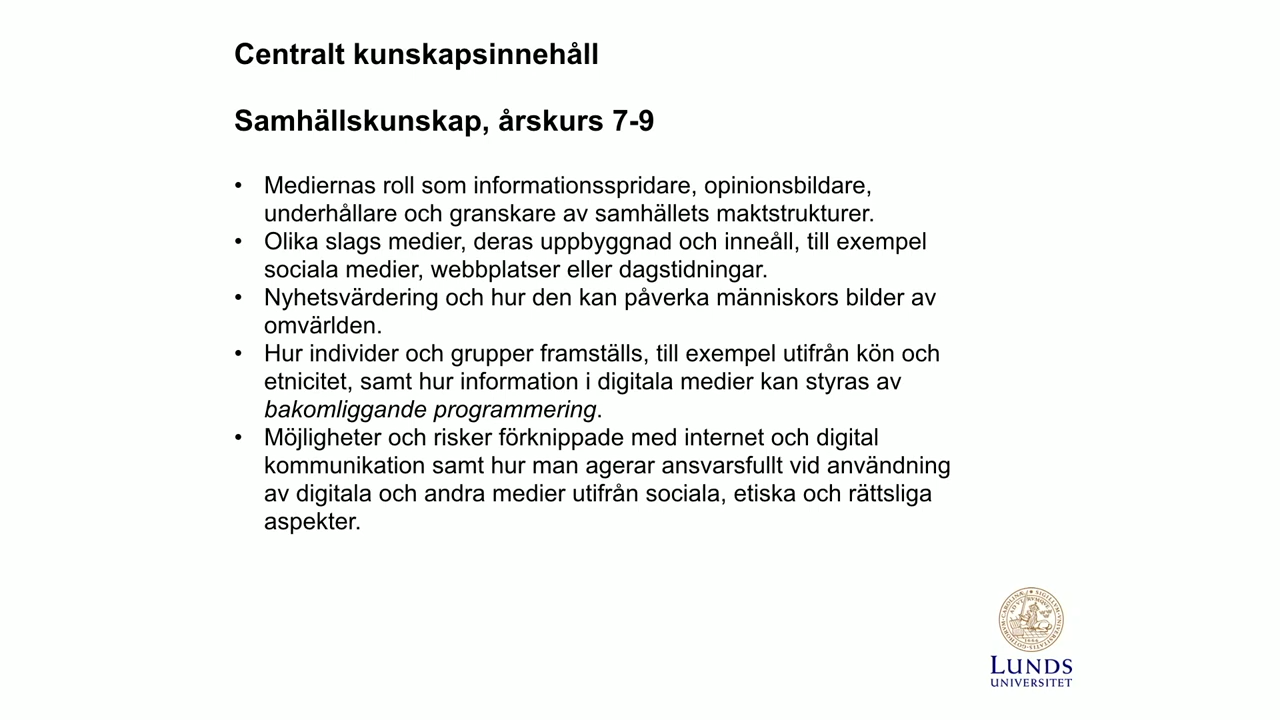 Centralt kunskapsinnehåll
Samhällskunskap, årskurs 7-9
• Mediernas roll som informationsspridare, opinionsbildare,
underhållare och granskare av samhällets maktstrukturer.
• Olika slags medier, deras uppbyggnad och inneåll, till exempel
sociala medier, webbplatser eller dagstidningar.
• Nyhetsvärdering och hur den kan påverka människors bilder av
omvärlden.
• Hur individer och grupper framställs, till exempel utifrån kön och
etnicitet, samt hur information i digitala medier kan styras av
bakomliggande programmering.
• Möjligheter och risker förknippade med internet och digital
kommunikation samt hur man agerar ansvarsfullt vid användning
av digitala och andra medier utifrån sociala, etiska och rättsliga
aspekter.
LUNDS
UNIVERSITET